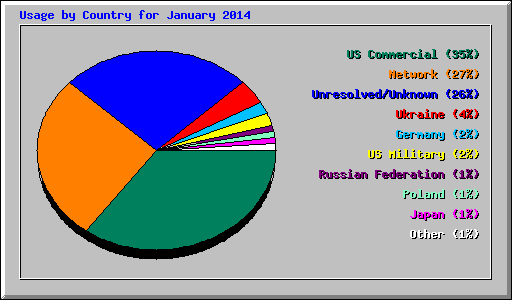 Usage by Country for January 2014
US Commercial (35%)
Network (27%)
Unresolved/Unknown (26%)
Ukraine (4%)
Germany (2%)
US Military (2%)
Russian Federation (1%)
Poland (1%)
Japan (1%)
Other (1%)